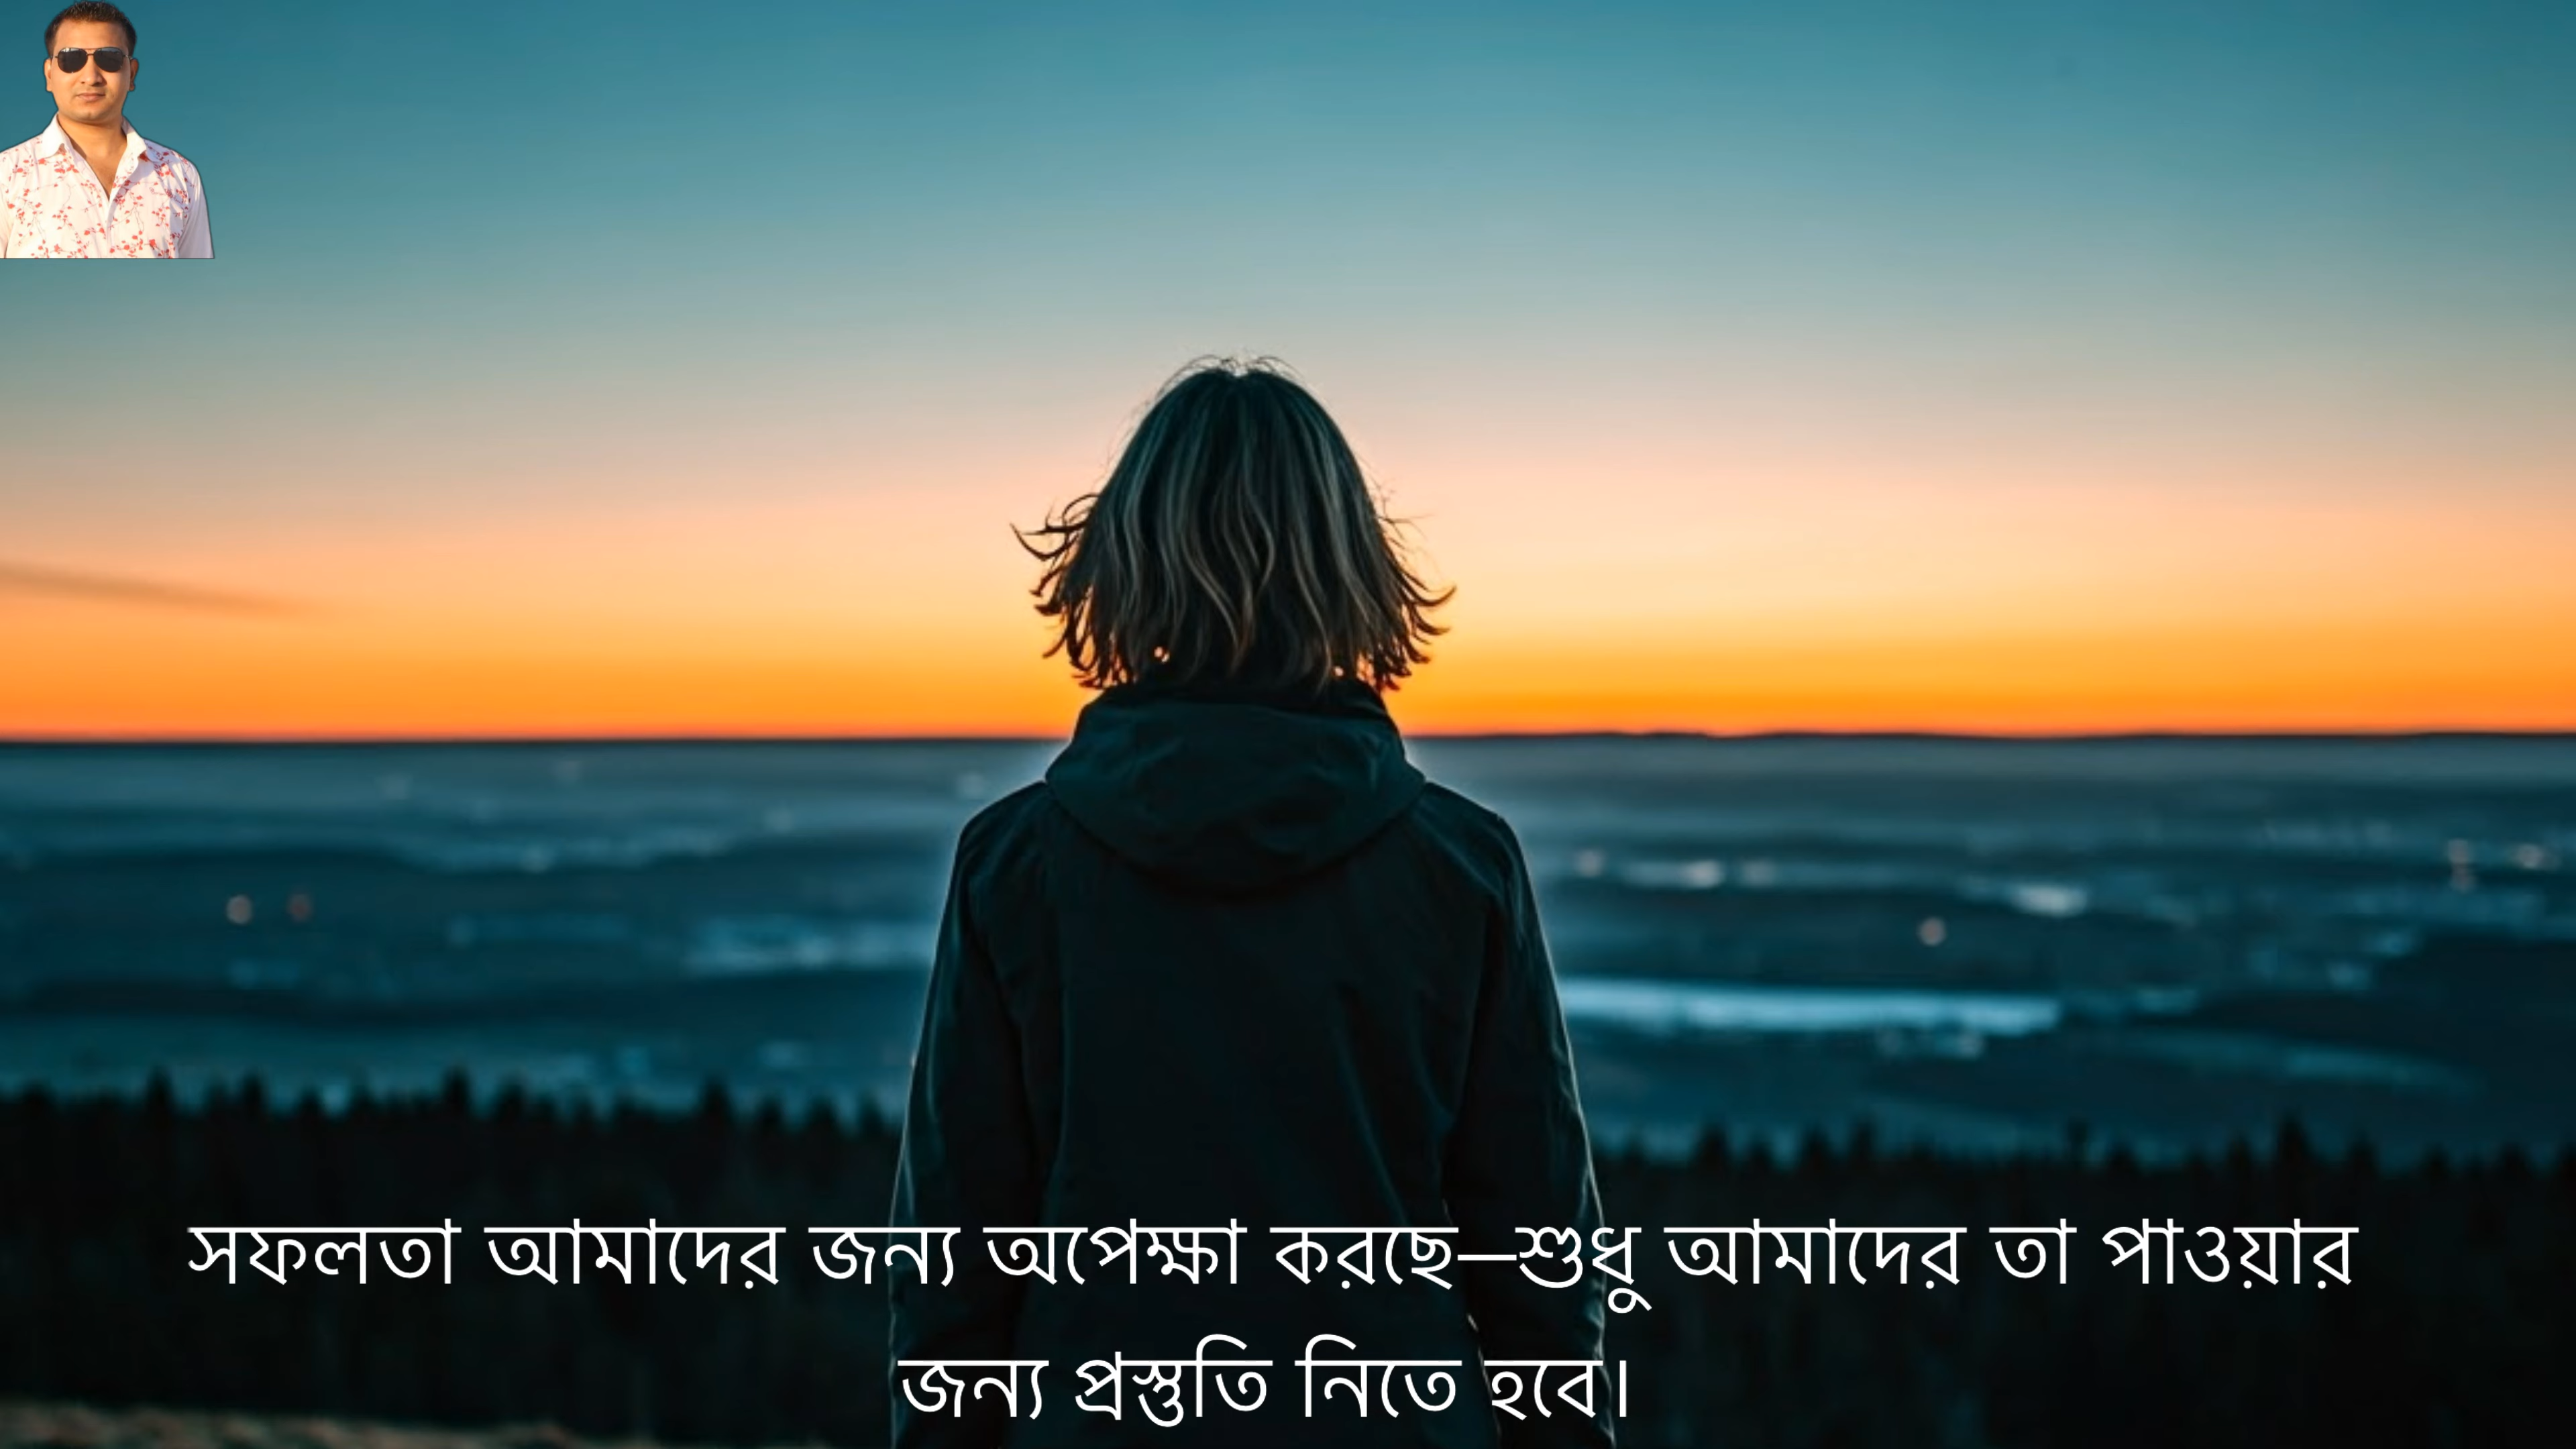 সফলতা আমাদের জন্য অপেক্ষা করছে—শুধু আমাদের তা পাওয়ার
জন্য প্রস্তুতি নিতে হবে।